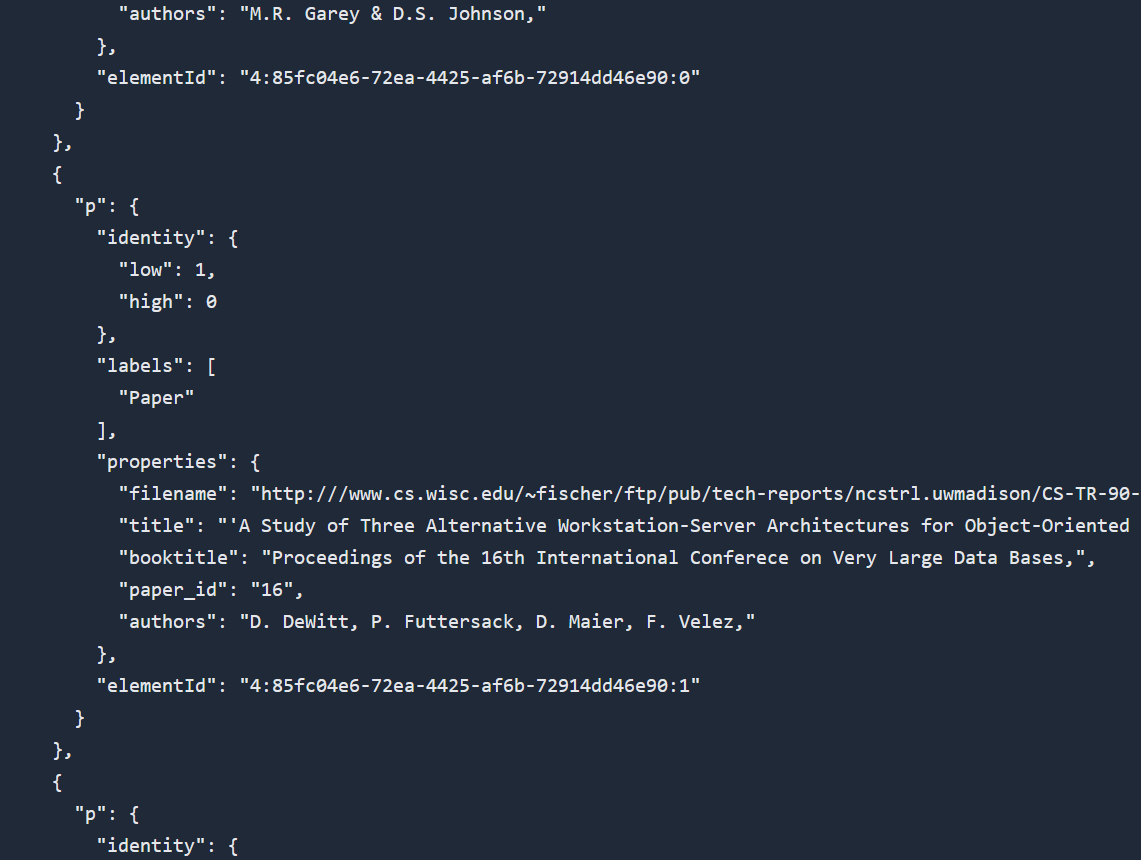 "authors": "M.R. Garey & D.S. Johnson,"
},
"elementId": "4:85fc04e6-72ea-4425-af6b-72914dd46e90:0"
}
},
{
"p": {
"identity": {
"low": 1,
"high": 0
},
"labels": [
"Paper"
],
"properties": {
"filename": "http:///www.cs.wisc.edu/~fischer/ftp/pub/tech-reports/ncstrl.uwmadison/CS-TR-90-
"title": "'A Study of Three Alternative Workstation-Server Architectures for Object-Oriented
"booktitle": "Proceedings of the 16th International Conferece on Very Large Data Bases,",
"paper_id": "16",
"authors": "D. DeWitt, P. Futtersack, D. Maier, F. Velez,"
},
"elementId": "4:85fc04e6-72ea-4425-af6b-72914dd46e90:1"
}
},
{
"p": {
"identity": {